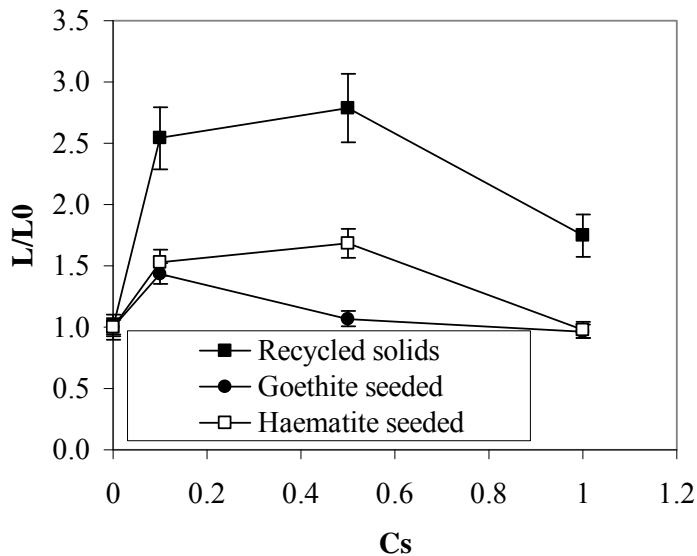 3.5
3.0
2.5
2.0
1.5
1.0
0.5
0.0
L/L0
Recycled solids
Goethite seeded
Haematite seeded
0 0.2 0.4 0.6 0.8 1 1.2
Cs